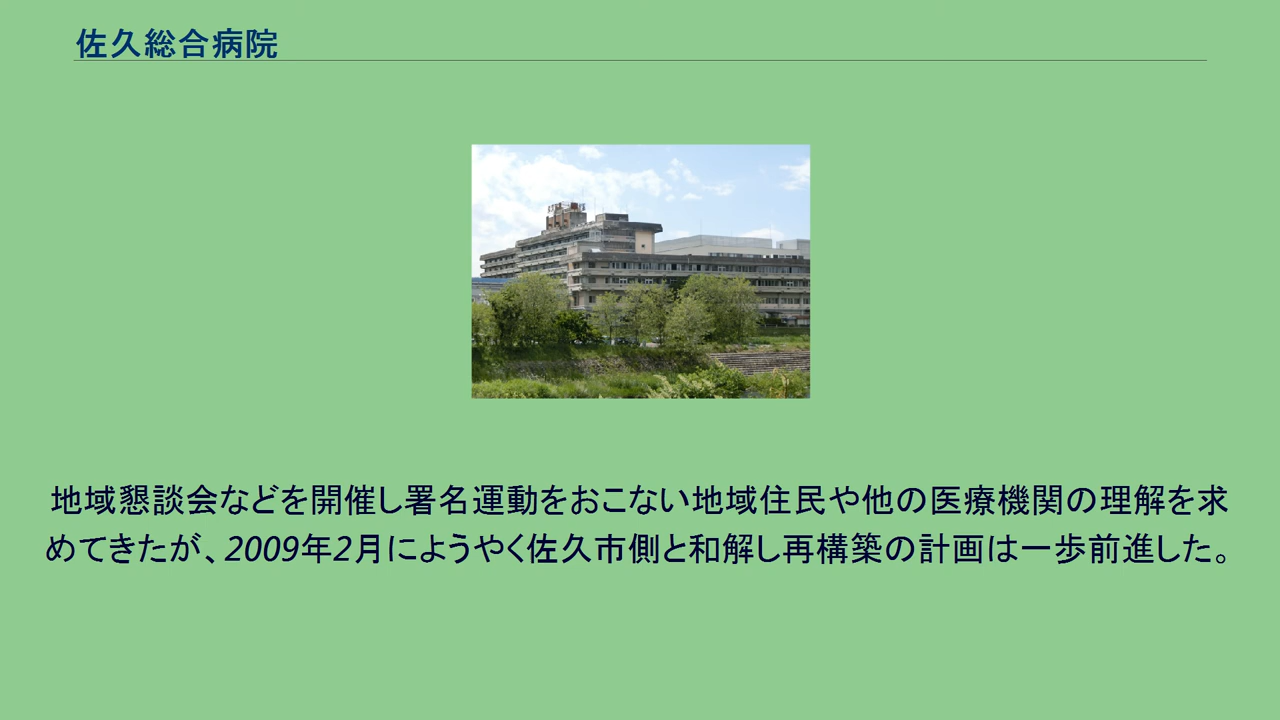 佐久総合病院
地域懇談会などを開催し署名運動をおこない地域住民や他の医療機関の理解を求
めてきたが、2009年2月にようやく佐久市側と和解し再構築の計画は一歩前進した。